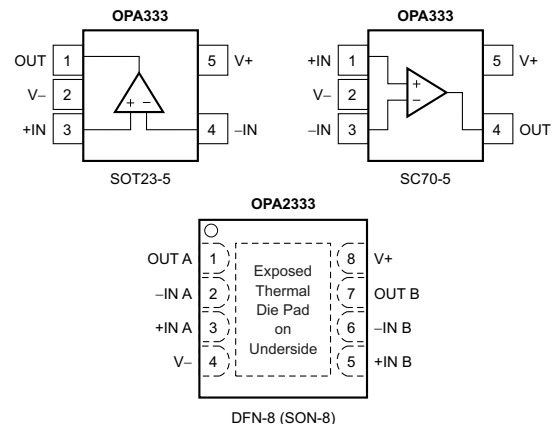 OPA333
OUT 1 5 V+
V– 2
+IN 3 + – 4 –IN
SOT23-5
OPA333
+IN 1 5 V+
V– 2 + –
–IN 3 4 OUT
SC70-5
OPA2333
OUT A 1 8 V+
–IN A 2 7 OUT B
+IN A 3 6 –IN B
V– 4 5 +IN B
Exposed
Thermal
Die Pad
on
Underside
DFN-8 (SON-8)